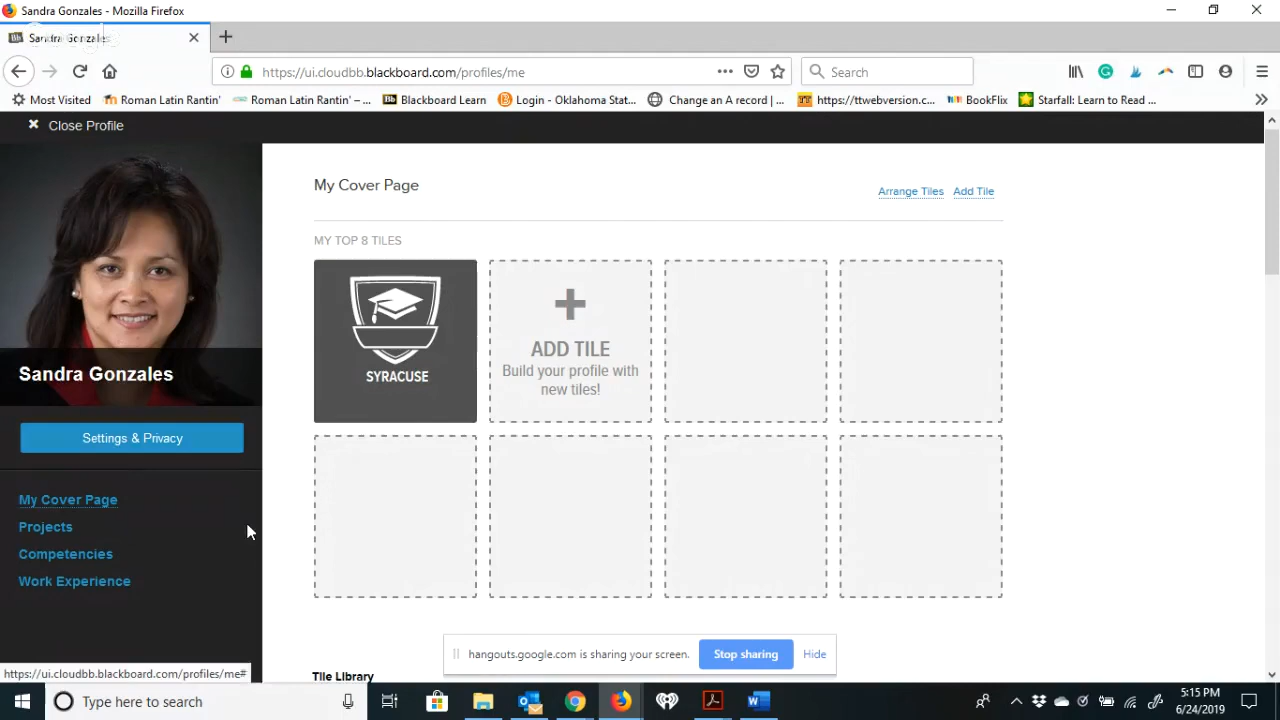 Sandra Gonzales - Mozilla Firefox
Sandra Gonzales
https://ui.cloudbb.blackboard.com/profiles/me
Search
Most Visited
Roman Latin Rantin'
Roman Latin Rantin' – ...
Blackboard Learn
Login - Oklahoma Stat...
Change an A record | ...
https://ttwebversion.c...
BookFlix
Starfall: Learn to Read ...
Close Profile
My Cover Page
Arrange Tiles
Add Tile
MY TOP 8 TILES
SYRACUSE
ADD TILE
Build your profile with
new tiles!
Sandra Gonzales
Settings & Privacy
My Cover Page
Projects
Competencies
Work Experience
hangouts.google.com is sharing your screen.
Stop sharing
Hide
https://ui.cloudbb.blackboard.com/profiles/me#
Tile Library
Type here to search
5:15 PM
6/24/2019